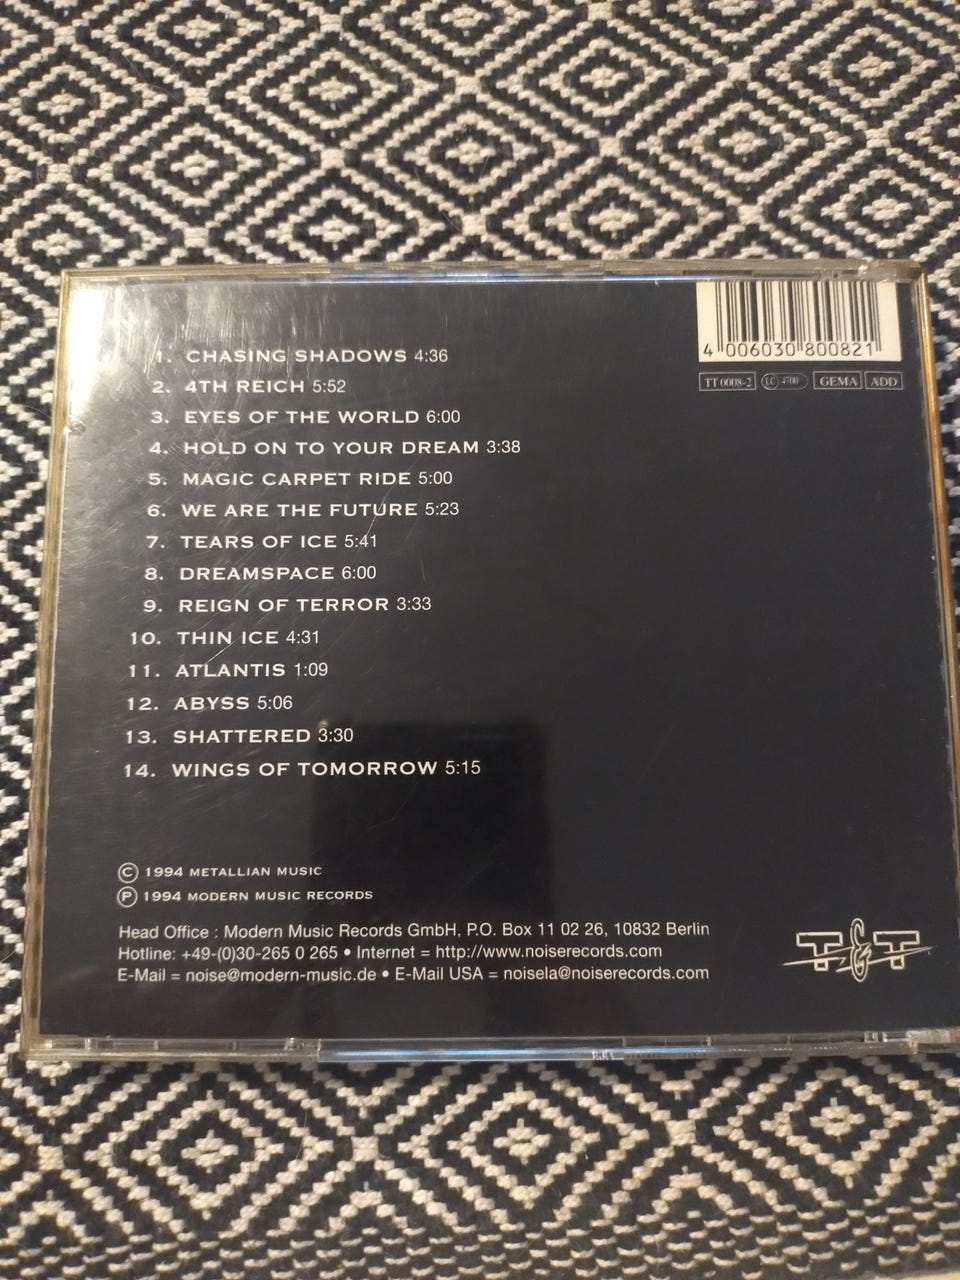 4 006030 800821
TT 0008-2 LC 4700 GEMA ADD
1. CHASING SHADOWS 4:36
2. 4TH REICH 5:52
3. EYES OF THE WORLD 6:00
4. HOLD ON TO YOUR DREAM 3:38
5. MAGIC CARPET RIDE 5:00
6. WE ARE THE FUTURE 5:23
7. TEARS OF ICE 5:41
8. DREAMSPACE 6:00
9. REIGN OF TERROR 3:33
10. THIN ICE 4:31
11. ATLANTIS 1:09
12. ABYSS 5:06
13. SHATTERED 3:30
14. WINGS OF TOMORROW 5:15
Ⓒ 1994 METALLIAN MUSIC
Ⓟ 1994 MODERN MUSIC RECORDS
Head Office : Modern Music Records GmbH, P.O. Box 11 02 26, 10832 Berlin
Hotline: +49-(0)30-265 0 265 • Internet = http://www.noiserecords.com
E-Mail = noise@modern-music.de • E-Mail USA = noisela@noiserecords.com
T&T